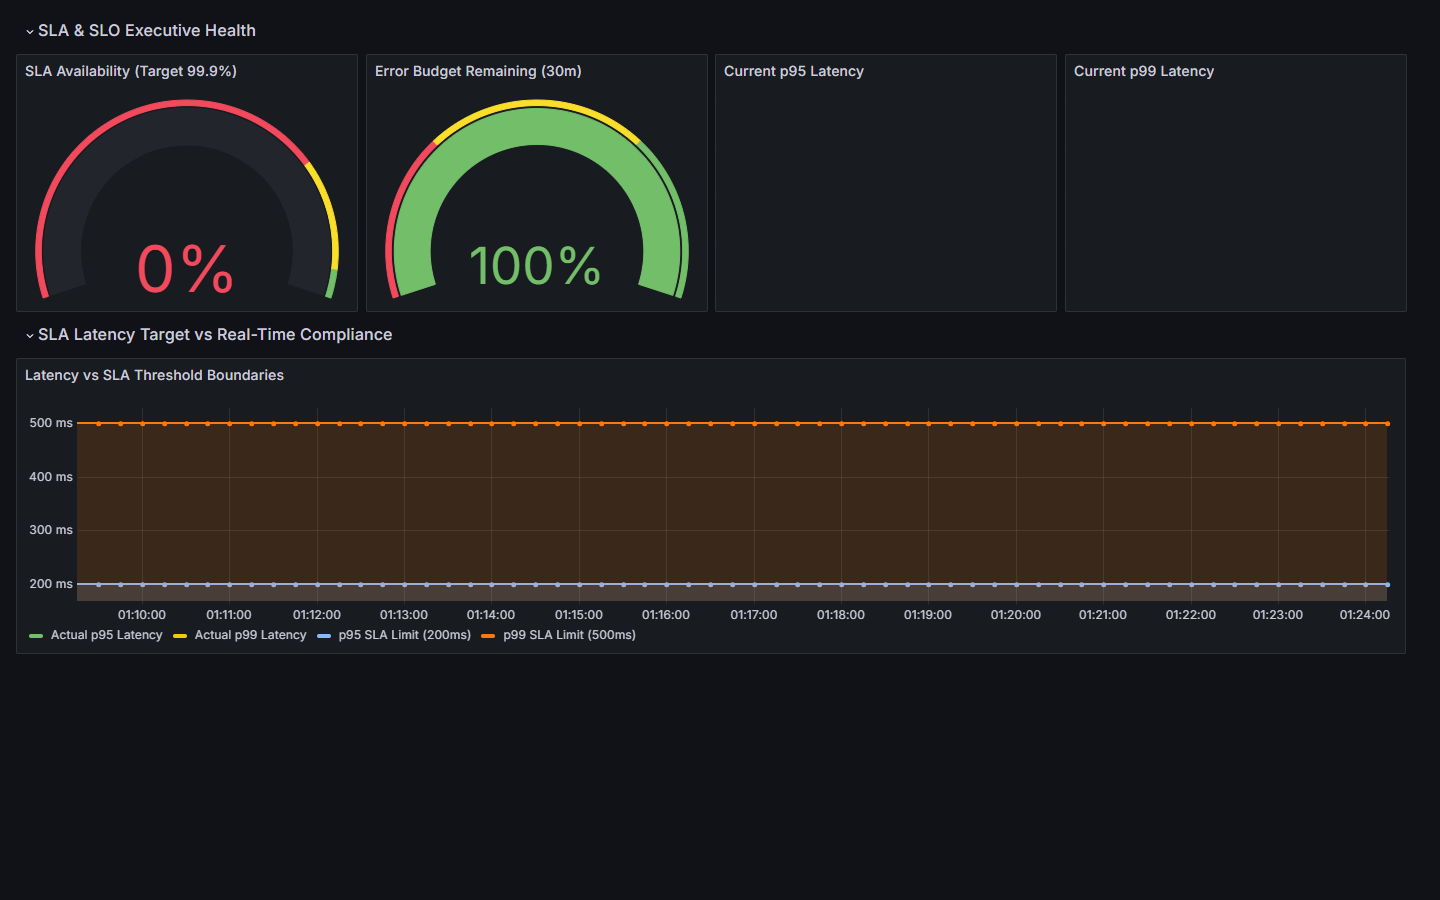 SLA & SLO Executive Health
SLA Availability (Target 99.9%)
Error Budget Remaining (30m)
Current p95 Latency
Current p99 Latency
0%
100%
SLA Latency Target vs Real-Time Compliance
Latency vs SLA Threshold Boundaries
500 ms
400 ms
300 ms
200 ms
01:10:00 01:11:00 01:12:00 01:13:00 01:14:00 01:15:00 01:16:00 01:17:00 01:18:00 01:19:00 01:20:00 01:21:00 01:22:00 01:23:00 01:24:00
Actual p95 Latency Actual p99 Latency p95 SLA Limit (200ms) p99 SLA Limit (500ms)